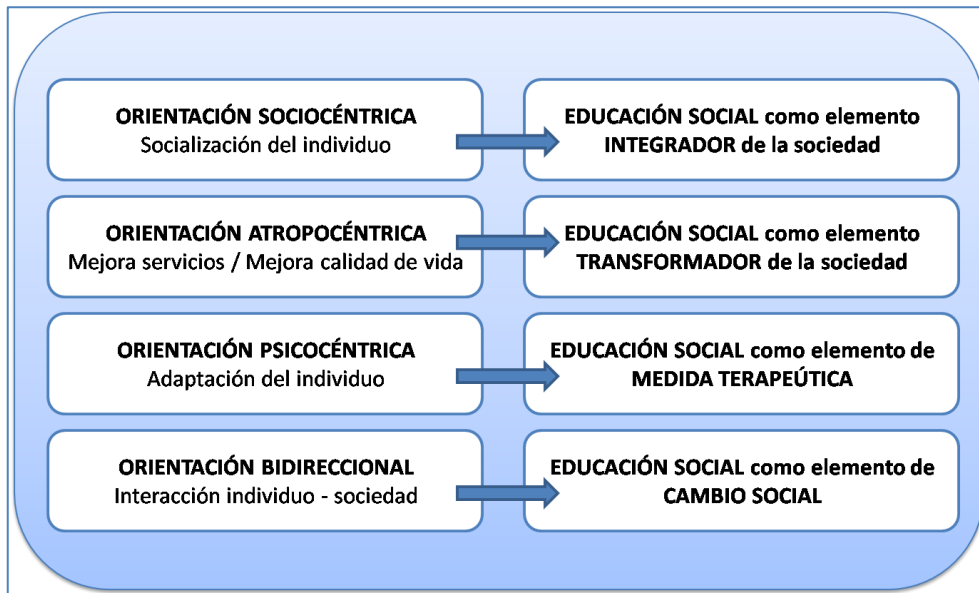 ORIENTACIÓN SOCIOCÉNTRICA
Socialización del individuo
EDUCACIÓN SOCIAL como elemento
INTEGRADOR de la sociedad
ORIENTACIÓN ATROPOCÉNTRICA
Mejora servicios / Mejora calidad de vida
EDUCACIÓN SOCIAL como elemento
TRANSFORMADOR de la sociedad
ORIENTACIÓN PSICOCÉNTRICA
Adaptación del individuo
EDUCACIÓN SOCIAL como elemento de
MEDIDA TERAPEÚTICA
ORIENTACIÓN BIDIRECCIONAL
Interacción individuo - sociedad
EDUCACIÓN SOCIAL como elemento de
CAMBIO SOCIAL